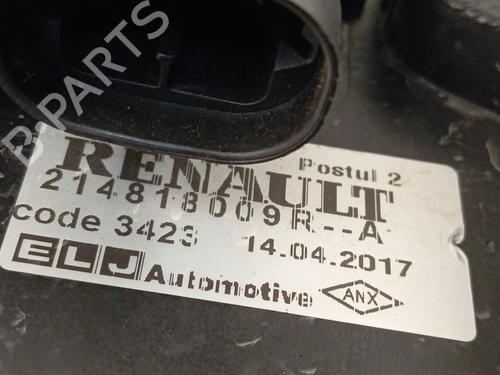 B-PARTS
Postul 2
RENAULT
214818009R--A
code 3423 14.04.2017
ELJ Automotive ANX